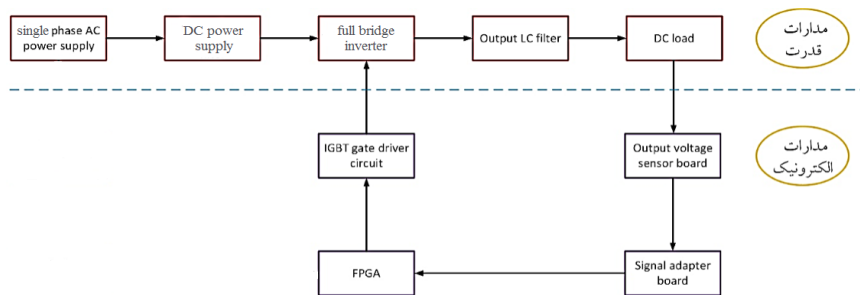 single phase AC
power supply
DC power
supply
full bridge
inverter
Output LC filter
DC load
مدارات
قدرت
IGBT gate driver
circuit
Output voltage
sensor board
مدارات
الکترونیک
FPGA
Signal adapter
board